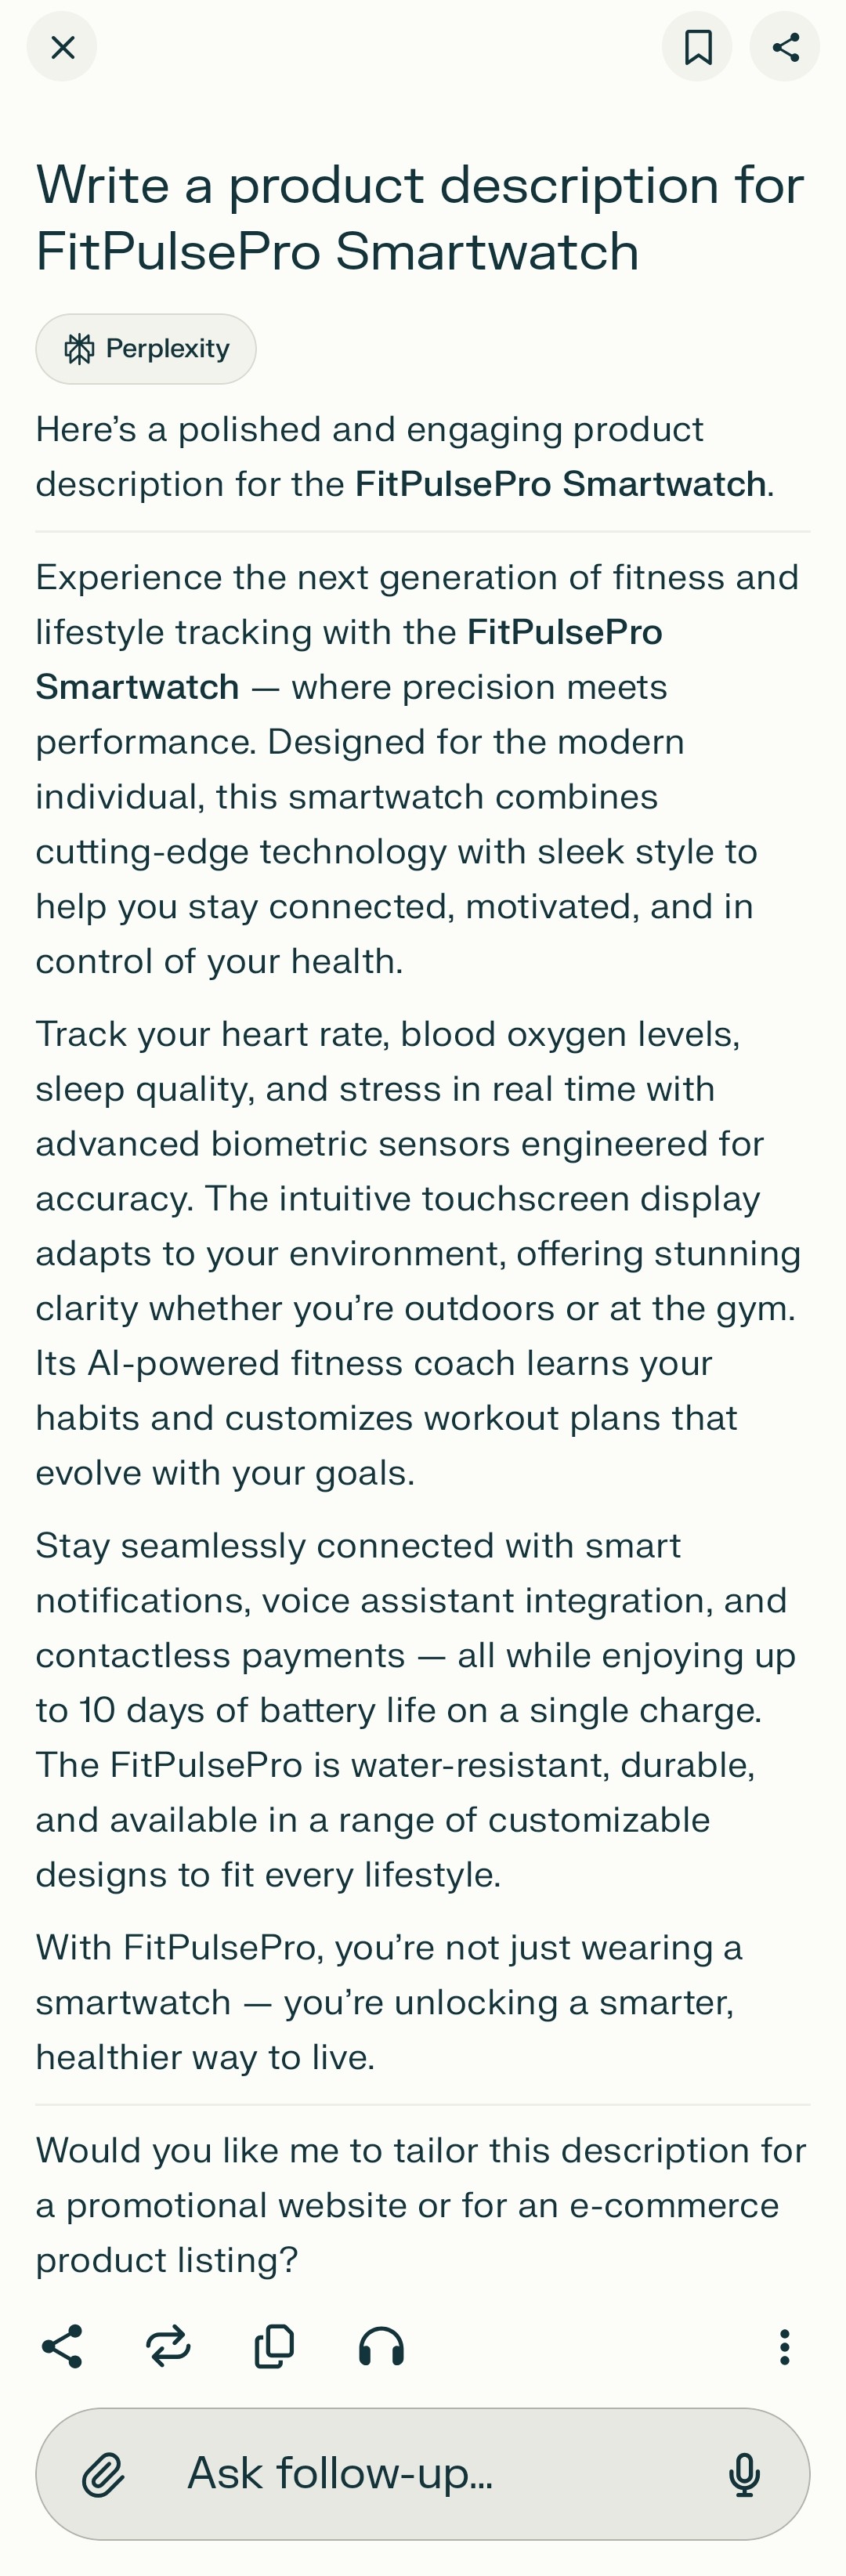 Write a product description for
FitPulsePro Smartwatch
Perplexity
Here’s a polished and engaging product
description for the FitPulsePro Smartwatch.
Experience the next generation of fitness and
lifestyle tracking with the FitPulsePro
Smartwatch — where precision meets
performance. Designed for the modern
individual, this smartwatch combines
cutting-edge technology with sleek style to
help you stay connected, motivated, and in
control of your health.
Track your heart rate, blood oxygen levels,
sleep quality, and stress in real time with
advanced biometric sensors engineered for
accuracy. The intuitive touchscreen display
adapts to your environment, offering stunning
clarity whether you’re outdoors or at the gym.
Its AI-powered fitness coach learns your
habits and customizes workout plans that
evolve with your goals.
Stay seamlessly connected with smart
notifications, voice assistant integration, and
contactless payments — all while enjoying up
to 10 days of battery life on a single charge.
The FitPulsePro is water-resistant, durable,
and available in a range of customizable
designs to fit every lifestyle.
With FitPulsePro, you’re not just wearing a
smartwatch — you’re unlocking a smarter,
healthier way to live.
Would you like me to tailor this description for
a promotional website or for an e-commerce
product listing?
Ask follow-up...